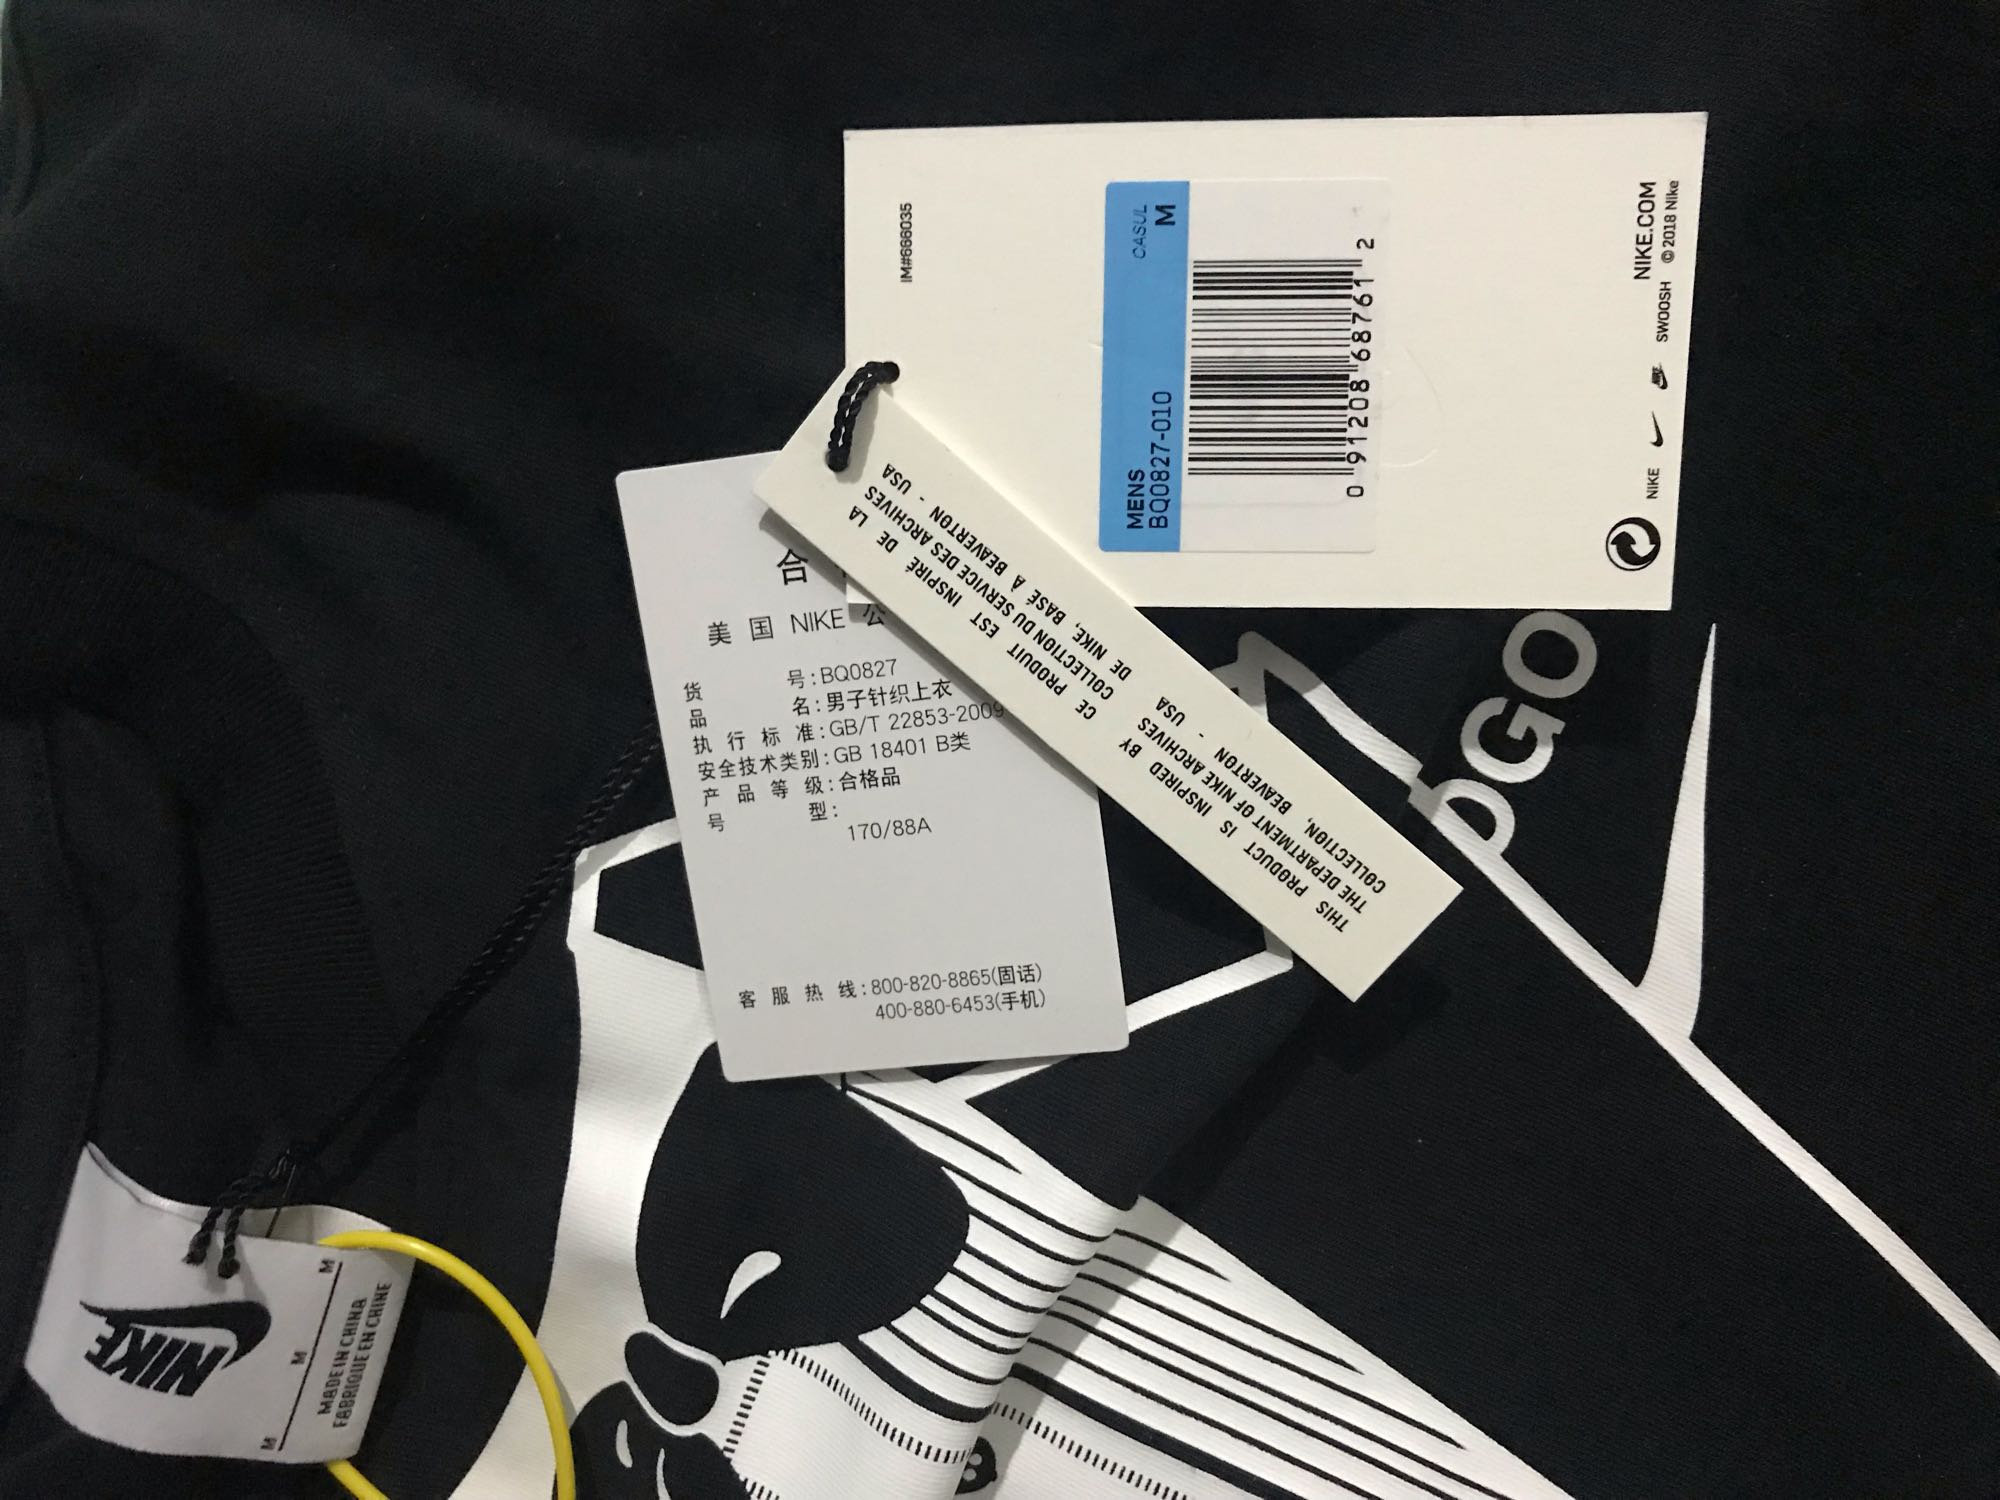 IM#666035
CASUL
M
MENS
BQ0827-010
0 91208 68761 2
NIKE.COM
NIKE SWOOSH © 2018 Nike
CE PRODUIT EST INSPIRÉ DE LA
COLLECTION DU SERVICE DES ARCHIVES
DE NIKE, BASÉ À BEAVERTON - USA
THIS PRODUCT IS INSPIRED BY
THE DEPARTMENT OF NIKE ARCHIVES
COLLECTION, BEAVERTON - USA
合
美国 NIKE 公
货号:BQ0827
品名:男子针织上衣
执行标准:GB/T 22853-2009
安全技术类别:GB 18401 B类
产品等级:合格品
号型:
170/88A
客服热线:800-820-8865(固话)
400-880-6453(手机)
OGO
NIKE
M M M
MADE IN CHINA
FABRIQUE EN CHINE